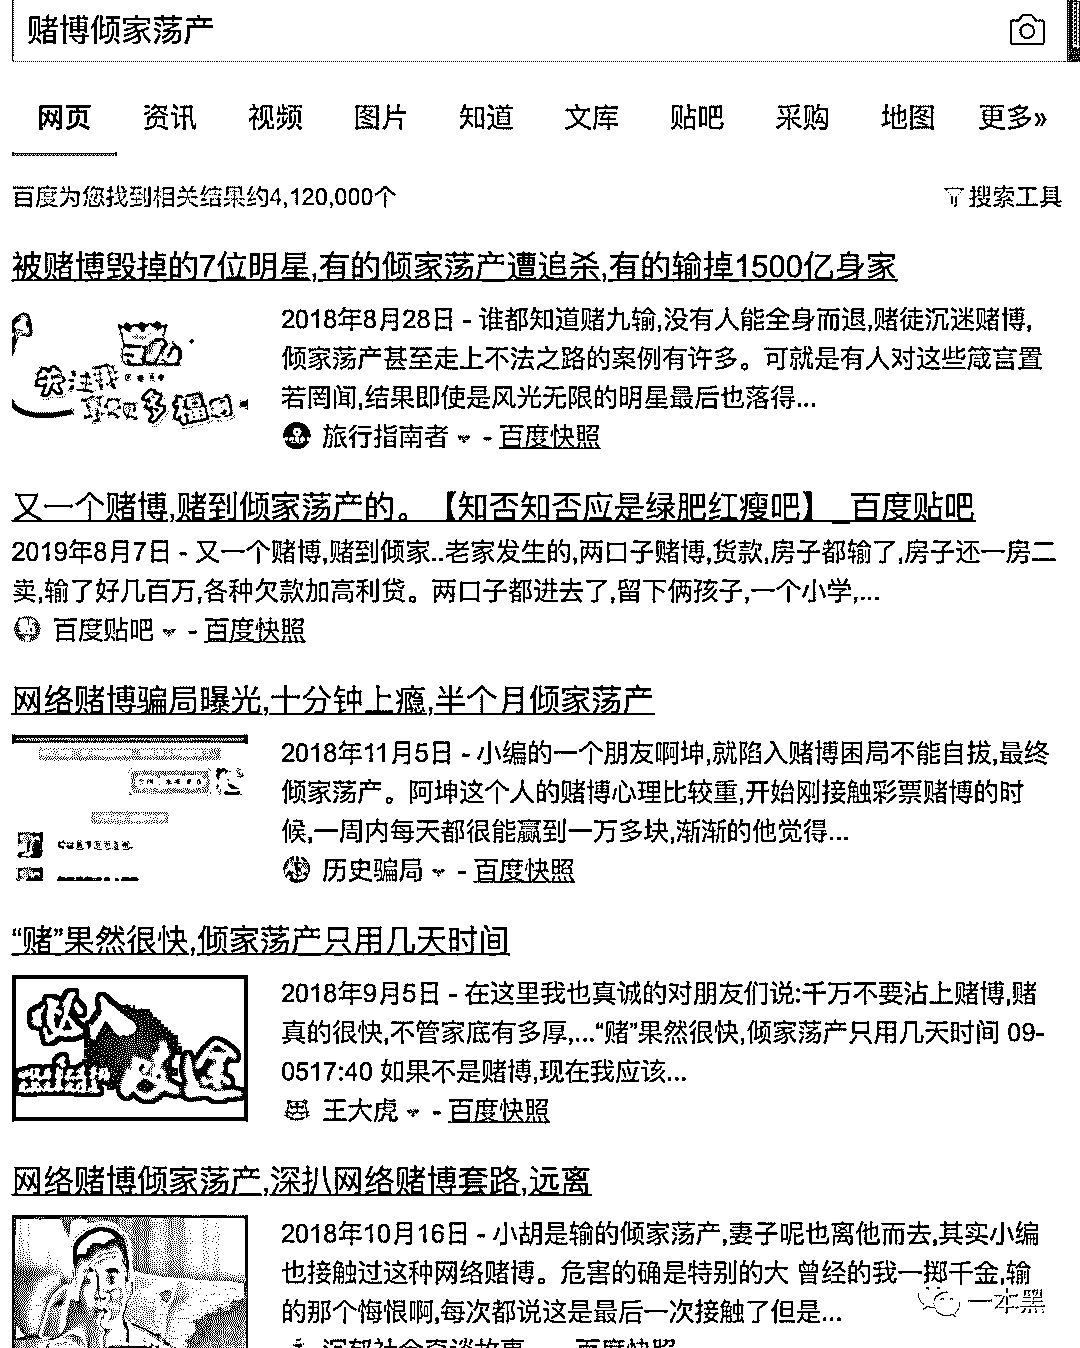 赌博倾家荡产
网页 资讯 视频 图片 知道 文库 贴吧 采购 地图 更多»
百度为您找到相关结果约4,120,000个 搜索工具
被赌博毁掉的7位明星,有的倾家荡产遭追杀,有的输掉1500亿身家
关注我
多福
2018年8月28日 - 谁都知道赌九输,没有人能全身而退,赌徒沉迷赌博,
倾家荡产甚至走上不法之路的案例有许多。可就是有人对这些箴言置
若罔闻,结果即使是风光无限的明星最后也落得...
旅行指南者 - 百度快照
又一个赌博,赌到倾家荡产的。【知否知否应是绿肥红瘦吧】_百度贴吧
2019年8月7日 - 又一个赌博,赌到倾家..老家发生的,两口子赌博,货款,房子都输了,房子还一房二
卖,输了好几百万,各种欠款加高利贷。两口子都进去了,留下俩孩子,一个小学,...
百度贴吧 - 百度快照
网络赌博骗局曝光,十分钟上瘾,半个月倾家荡产
2018年11月5日 - 小编的一个朋友啊坤,就陷入赌博困局不能自拔,最终
倾家荡产。阿坤这个人的赌博心理比较重,开始刚接触彩票赌博的时
候,一周内每天都很能赢到一万多块,渐渐的他觉得...
历史骗局 - 百度快照
“赌”果然很快,倾家荡产只用几天时间
2018年9月5日 - 在这里我也真诚的对朋友们说:千万不要沾上赌博,赌
真的很快,不管家底有多厚,...“赌”果然很快,倾家荡产只用几天时间 09-
0517:40 如果不是赌博,现在我应该...
王大虎 - 百度快照
网络赌博倾家荡产,深扒网络赌博套路,远离
2018年10月16日 - 小胡是输的倾家荡产,妻子呢也离他而去,其实小编
也接触过这种网络赌博。危害的确是特别的大 曾经的我一掷千金,输
的那个悔恨啊,每次都说这是最后一次接触了但是...
一本黑
百度快照